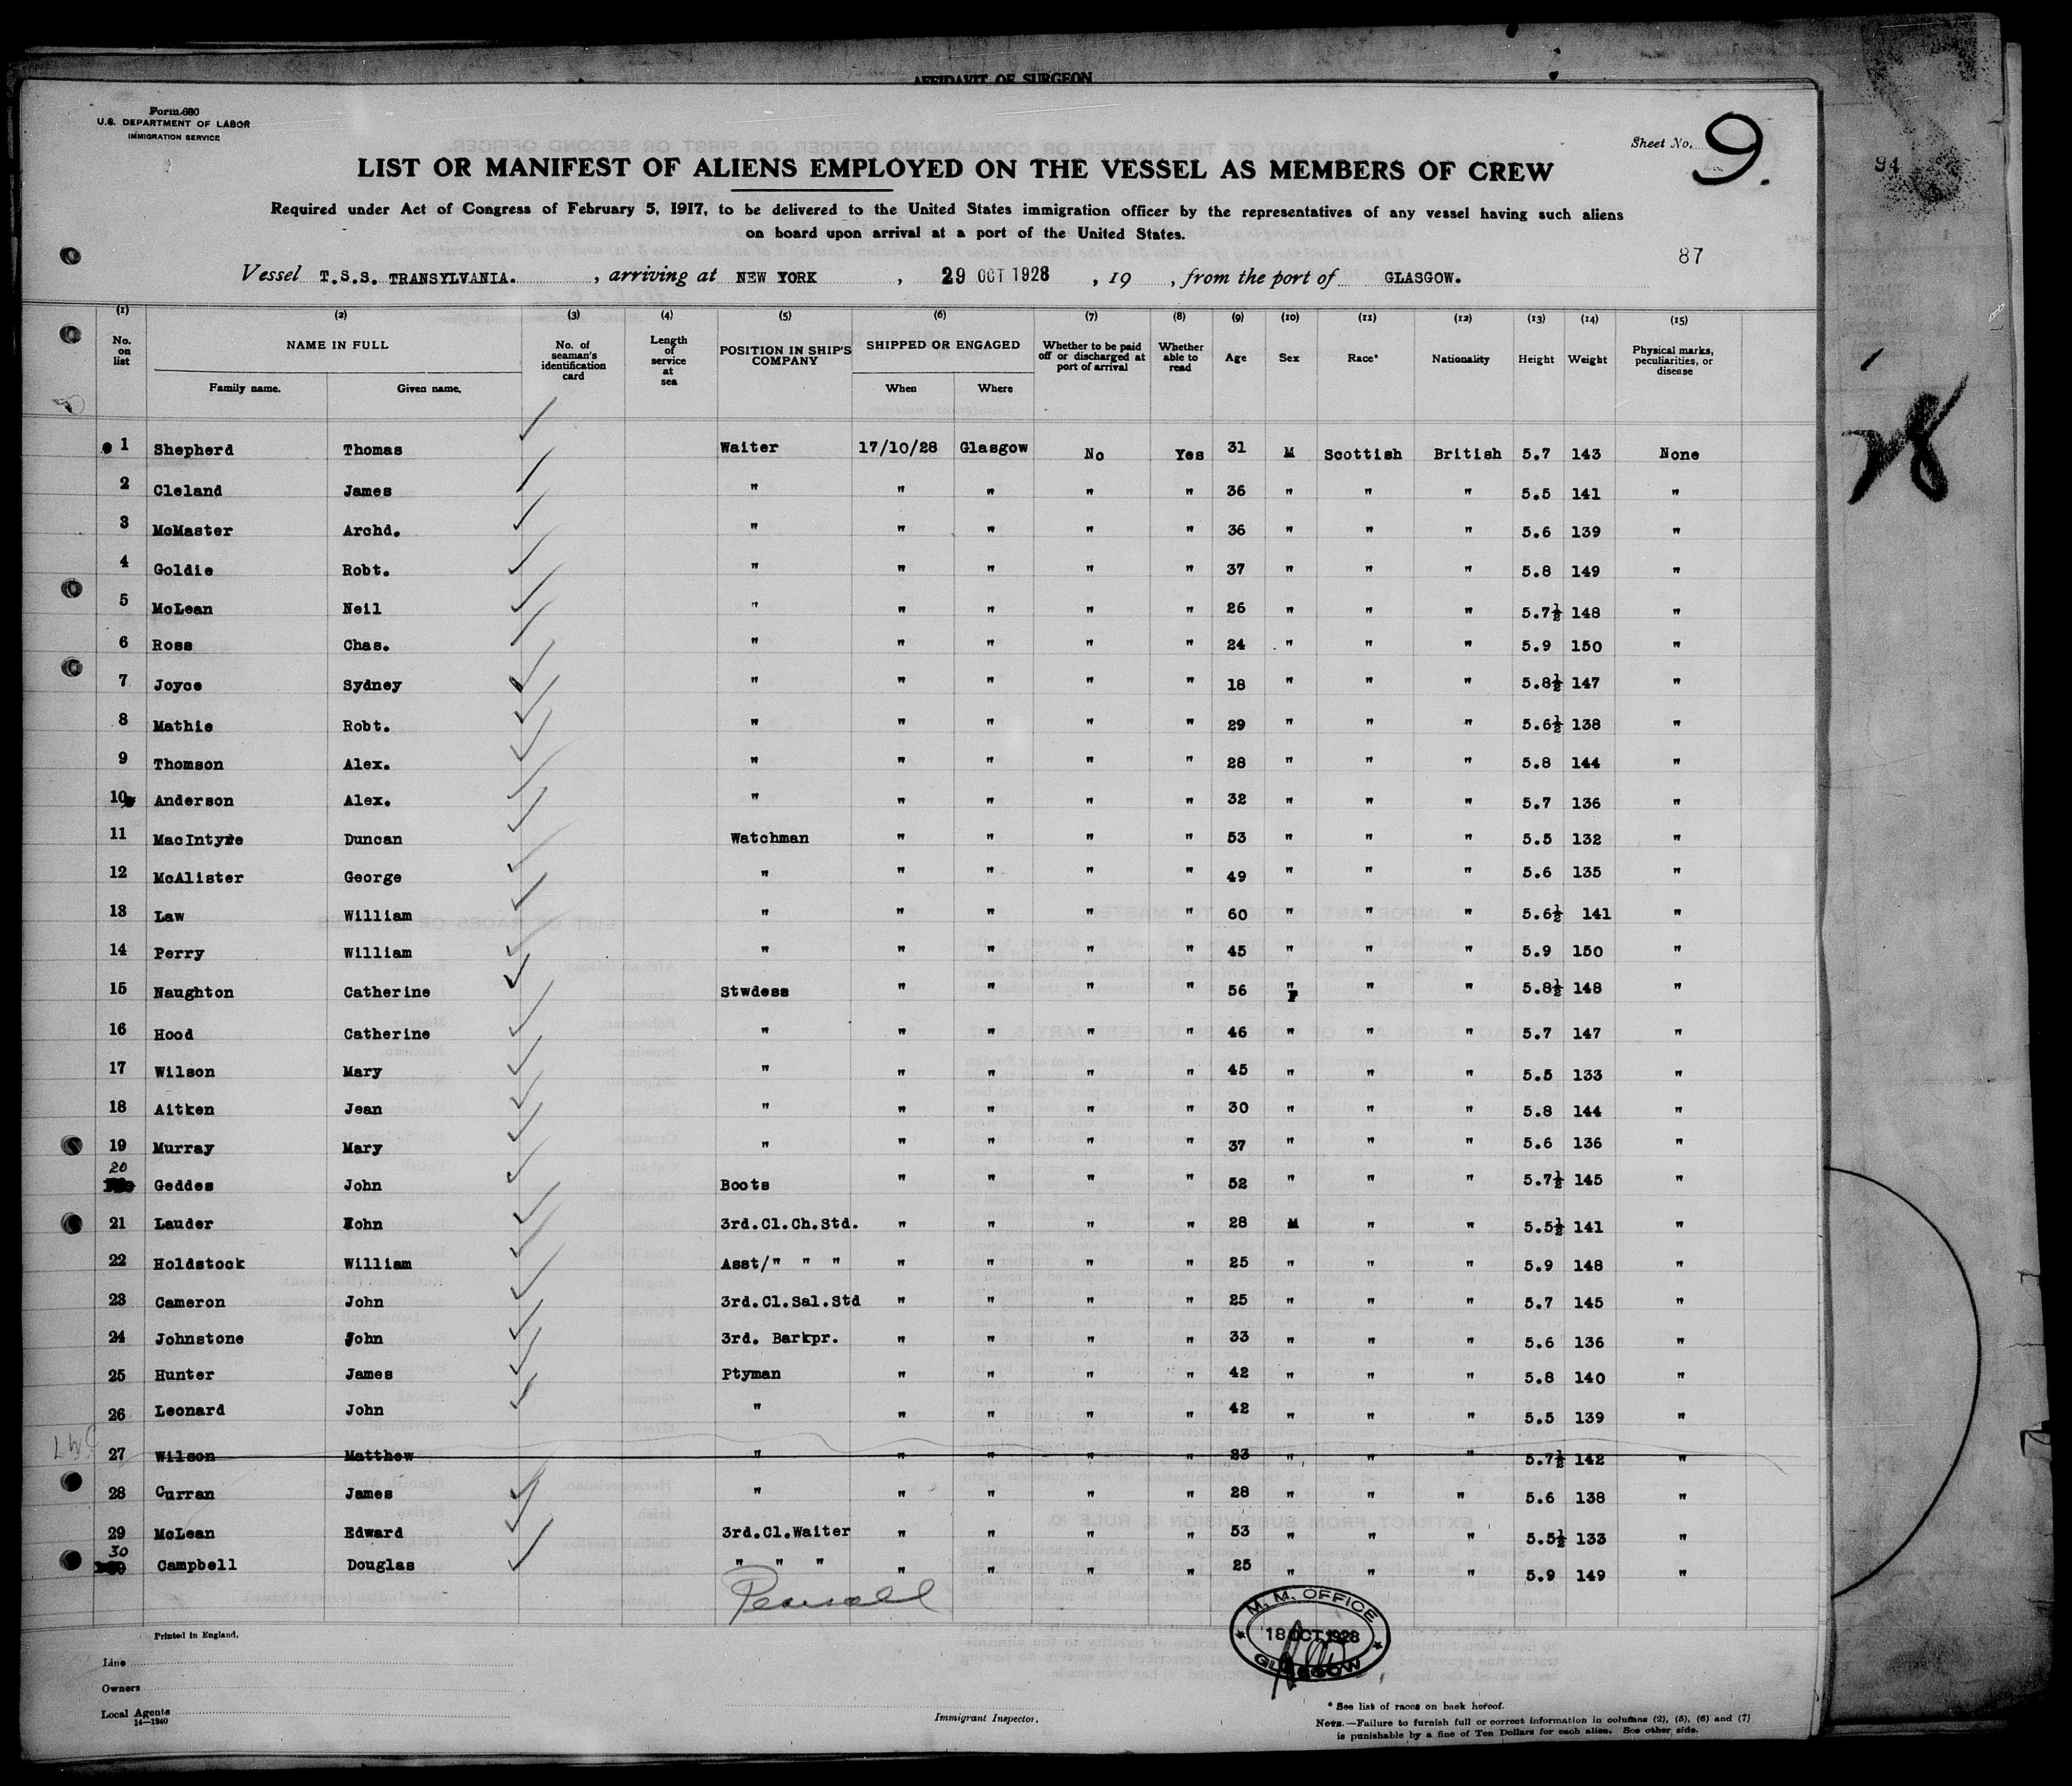 AFFIDAVIT OF SURGEON
Form 680
U.S. DEPARTMENT OF LABOR
IMMIGRATION SERVICE
Sheet No. 9.
94
LIST OR MANIFEST OF ALIENS EMPLOYED ON THE VESSEL AS MEMBERS OF CREW
Required under Act of Congress of February 5, 1917, to be delivered to the United States immigration officer by the representatives of any vessel having such aliens
on board upon arrival at a port of the United States.
87
Vessel T.S.S. TRANSYLVANIA. , arriving at NEW YORK , 29 OCT 1928 , 19 , from the port of GLASGOW.
(1) (2) (3) (4) (5) (6) (7) (8) (9) (10) (11) (12) (13) (14) (15)
No. on list NAME IN FULL Family name. Given name. No. of seaman's identification card Length of service at sea POSITION IN SHIP'S COMPANY SHIPPED OR ENGAGED When Where Whether to be paid off or discharged at port of arrival Whether able to read Age Sex Race* Nationality Height Weight Physical marks, peculiarities, or disease
1 Shepherd Thomas Waiter 17/10/28 Glasgow No Yes 31 M Scottish British 5.7 143 None
2 Cleland James " " " " " 36 " " " 5.5 141 "
3 McMaster Archd. " " " " " 36 " " " 5.6 139 "
4 Goldie Robt. " " " " " 37 " " " 5.8 149 "
5 McLean Neil " " " " " 26 " " " 5.7½ 148 "
6 Ross Chas. " " " " " 24 " " " 5.9 150 "
7 Joyce Sydney " " " " " 18 " " " 5.8½ 147 "
8 Mathie Robt. " " " " " 29 " " " 5.6½ 138 "
9 Thomson Alex. " " " " " 28 " " " 5.8 144 "
10 Anderson Alex. " " " " " 32 " " " 5.7 136 "
11 MacIntyre Duncan Watchman " " " " 53 " " " 5.5 132 "
12 McAlister George " " " " " 49 " " " 5.6 135 "
13 Law William " " " " " 60 " " " 5.6½ 141 "
14 Perry William " " " " " 45 " " " 5.9 150 "
15 Naughton Catherine Stwdess " " " " 56 " F " " 5.8½ 148 "
16 Hood Catherine " " " " " 46 " " " 5.7 147 "
17 Wilson Mary " " " " " 45 " " " 5.5 133 "
18 Aitken Jean " " " " " 30 " " " 5.8 144 "
19 Murray Mary " " " " " 37 " " " 5.6 136 "
20 Geddes John Boots " " " " 52 " " " 5.7½ 145 "
21 Lauder John 3rd.Cl.Ch.Std. " " " " 28 M " " 5.5½ 141 "
22 Holdstock William Asst/" " " " " " " 25 " " " 5.9 148 "
23 Cameron John 3rd.Cl.Sal.Std " " " " 25 " " " 5.7 145 "
24 Johnstone John 3rd. Barkpr. " " " " 33 " " " 5.6 136 "
25 Hunter James Ptyman " " " " 42 " " " 5.8 140 "
26 Leonard John " " " " " 42 " " " 5.5 139 "
27 Wilson Matthew " " " " " 23 " " " 5.7½ 142 "
28 Curran James " " " " " 28 " " " 5.6 138 "
29 McLean Edward 3rd.Cl.Waiter " " " " 53 " " " 5.5½ 133 "
30 Campbell Douglas " " " " " " " 25 " " " 5.9 149 "
M.M. OFFICE
18 OCT 1928
GLASGOW
Printed in England.
Line
Owners
Local Agents
14—1240
Immigrant Inspector.
* See list of races on back hereof.
NOTE.—Failure to furnish full or correct information in columns (2), (5), (6) and (7)
is punishable by a fine of Ten Dollars for each alien. See other side.